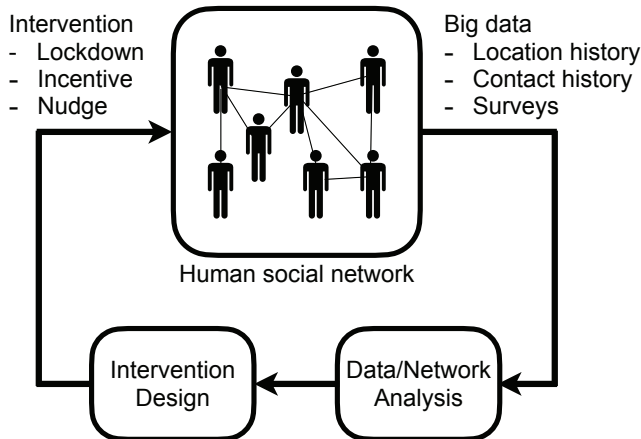 Intervention
- Lockdown
- Incentive
- Nudge
Big data
- Location history
- Contact history
- Surveys
Human social network
Intervention
Design
Data/Network
Analysis